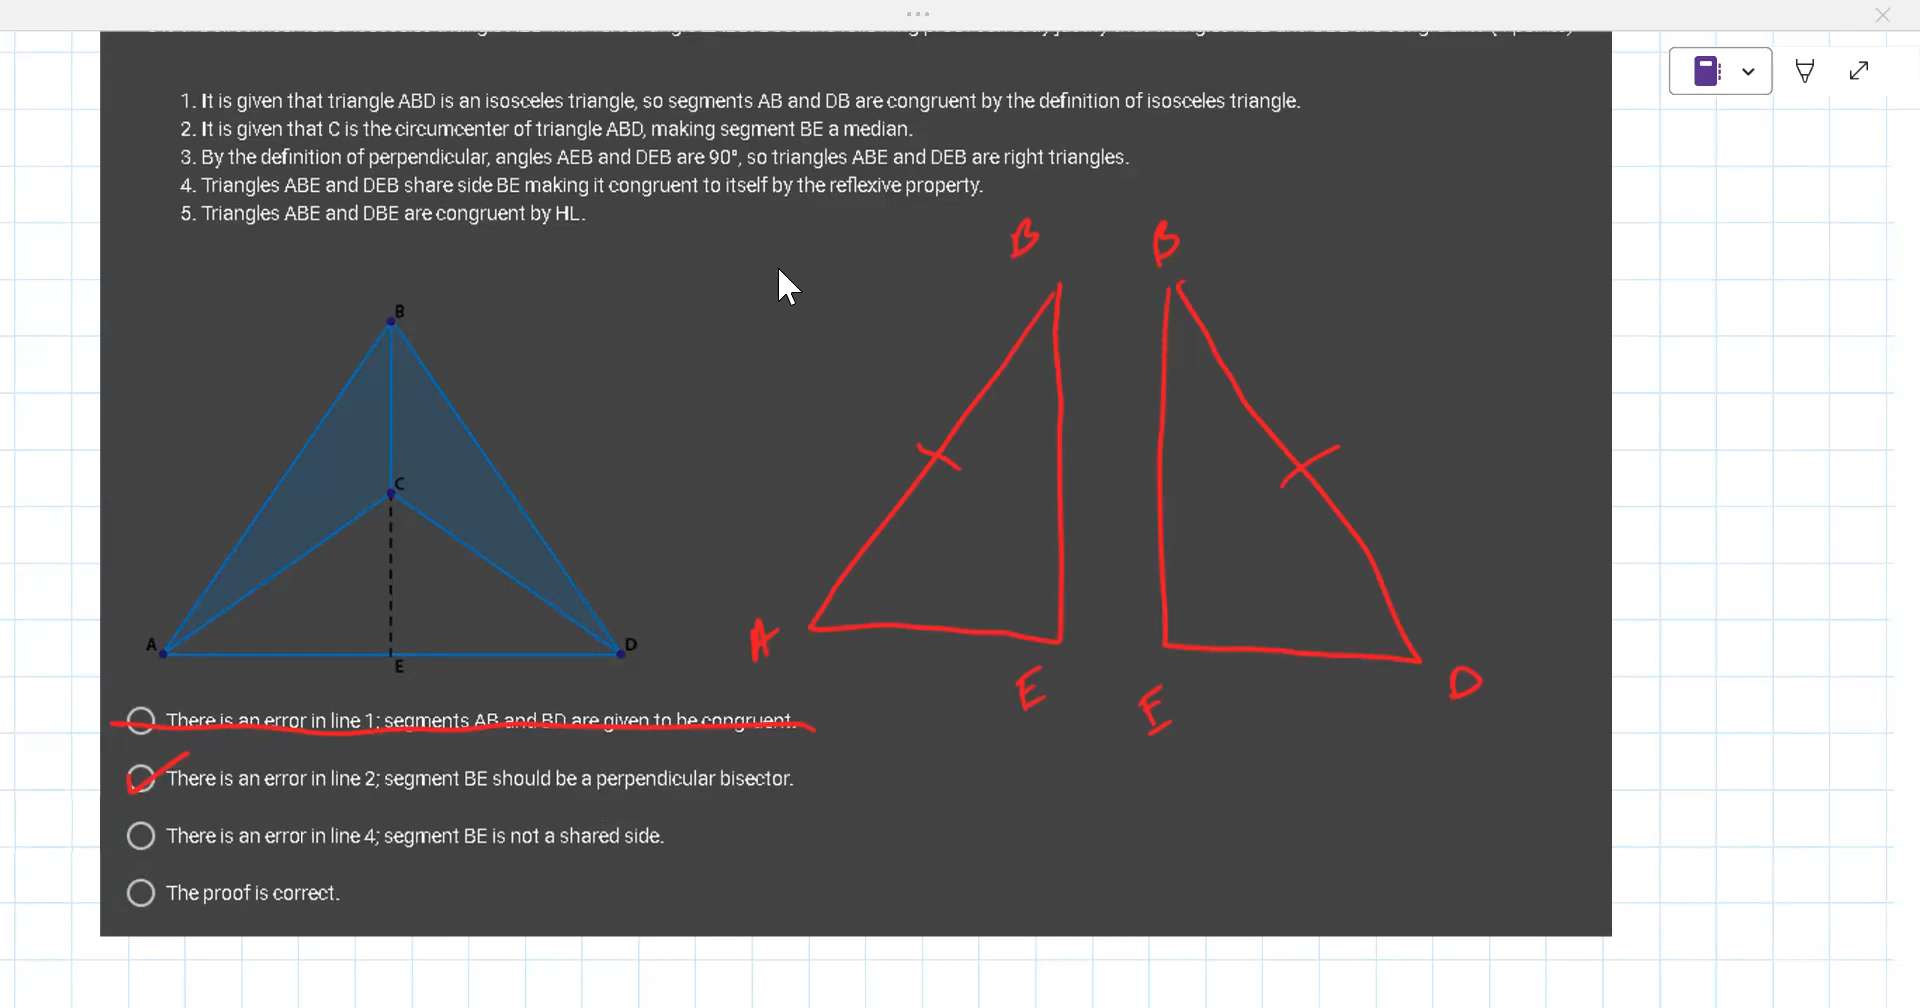 1. It is given that triangle ABD is an isosceles triangle, so segments AB and DB are congruent by the definition of isosceles triangle.
2. It is given that C is the circumcenter of triangle ABD, making segment BE a median.
3. By the definition of perpendicular, angles AEB and DEB are 90°, so triangles ABE and DEB are right triangles.
4. Triangles ABE and DEB share side BE making it congruent to itself by the reflexive property.
5. Triangles ABE and DBE are congruent by HL.
B B
B
C
A D
E
A
E E D
There is an error in line 1; segments AB and BD are given to be congruent.
There is an error in line 2; segment BE should be a perpendicular bisector.
There is an error in line 4; segment BE is not a shared side.
The proof is correct.